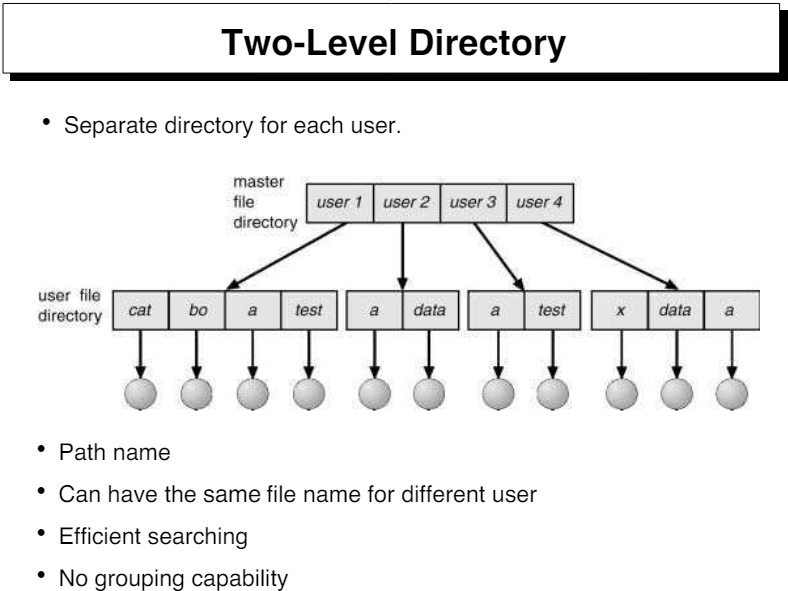 Two-Level Directory
• Separate directory for each user.
master
file
directory
user 1 user 2 user 3 user 4
user file
directory
cat bo a test a data a test x data a
• Path name
• Can have the same file name for different user
• Efficient searching
• No grouping capability